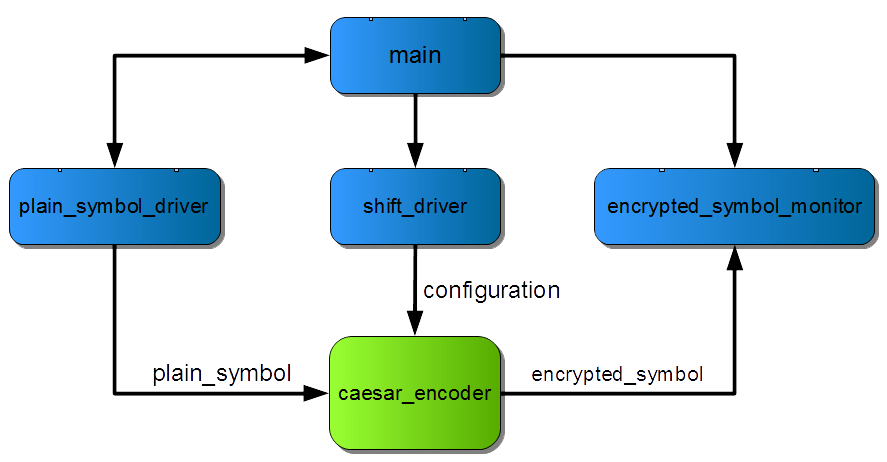 main
plain_symbol_driver
shift_driver
encrypted_symbol_monitor
configuration
plain_symbol
caesar_encoder
encrypted_symbol